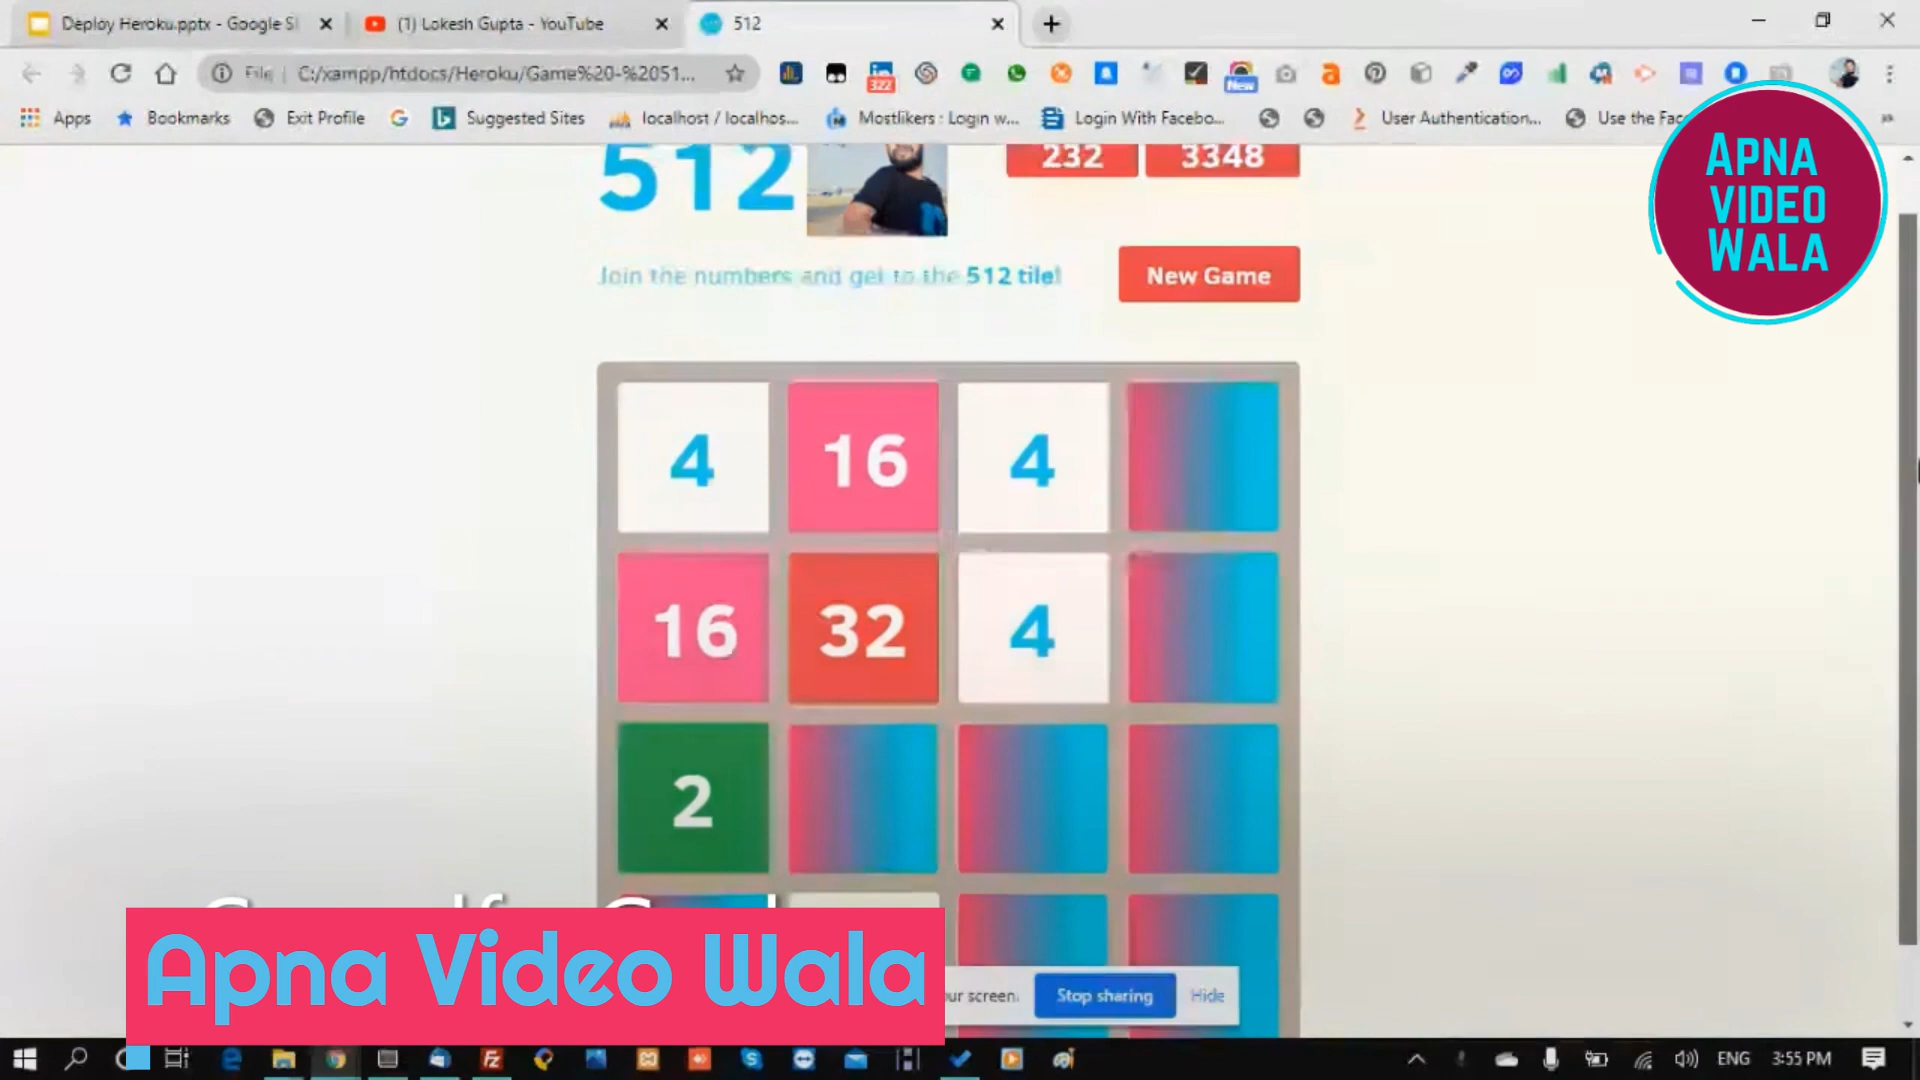 Deploy Heroku.pptx - Google Sl
(1) Lokesh Gupta - YouTube
512
File
C:/xampp/htdocs/Heroku/Game%20-%2051...
322
New
Apps
Bookmarks
Exit Profile
Suggested Sites
localhost / localhos...
Mostlikers : Login w...
Login With Facebo...
User Authentication...
Use the Fac
APNA
VIDEO
WALA
512
232
3348
Join the numbers and get to the 512 tile!
New Game
4
16
4
16
32
4
2
Apna Video Wala
our screen.
Stop sharing
Hide
ENG
3:55 PM